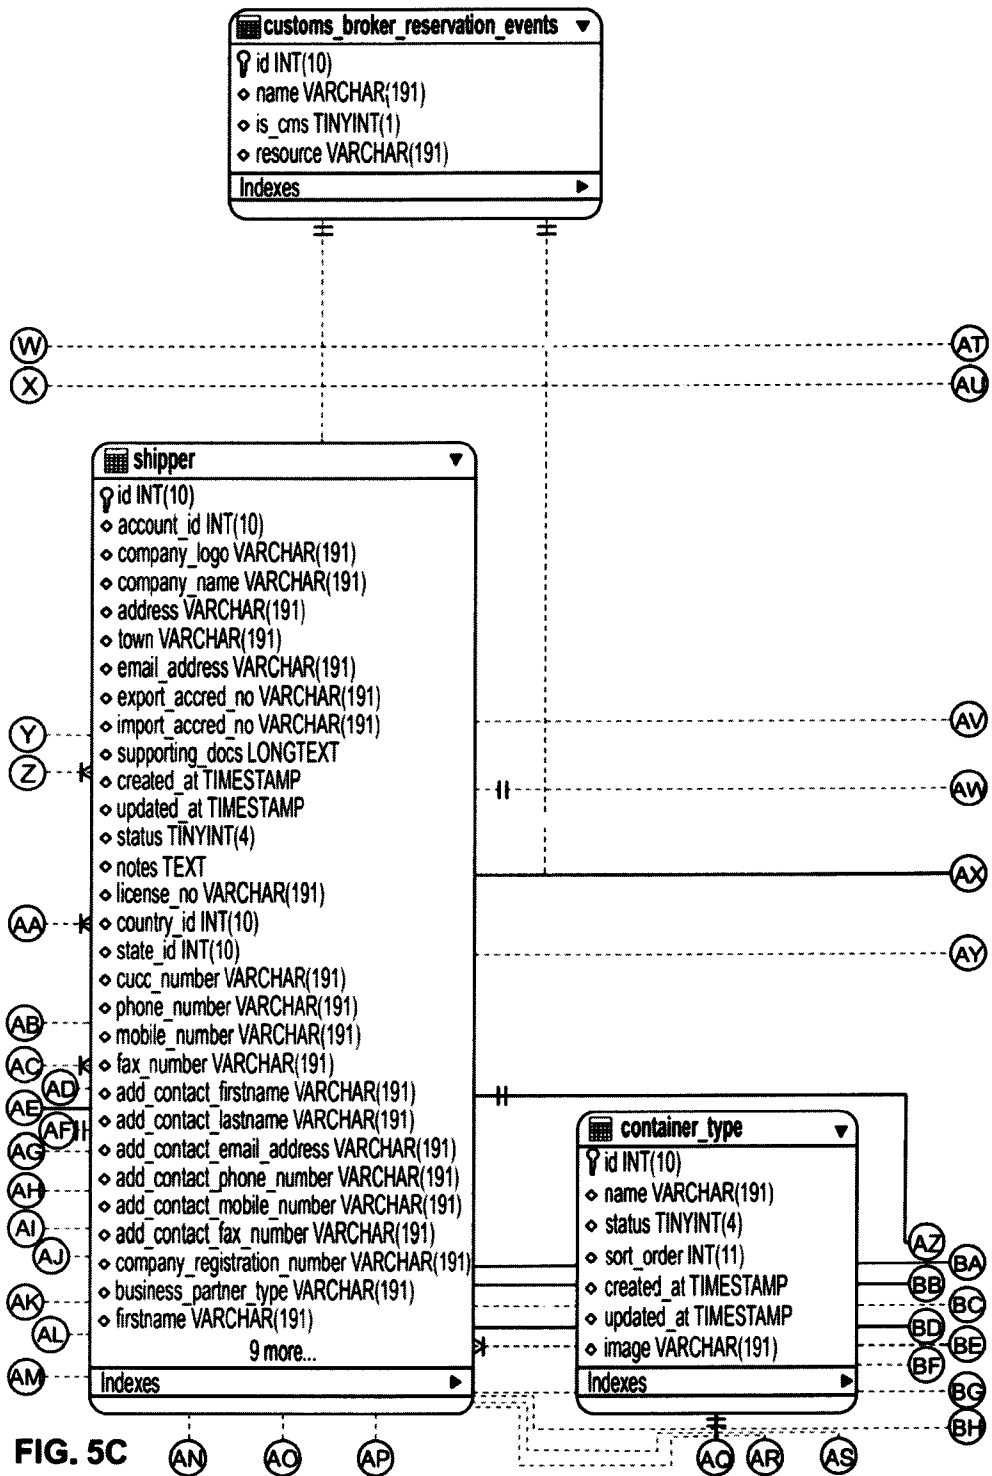 customs_broker_reservation_events
id INT(10)
name VARCHAR(191)
is_cms TINYINT(1)
resource VARCHAR(191)
Indexes
W
AT
X
AU
shipper
id INT(10)
account_id INT(10)
company_logo VARCHAR(191)
company_name VARCHAR(191)
address VARCHAR(191)
town VARCHAR(191)
email_address VARCHAR(191)
export_accred_no VARCHAR(191)
import_accred_no VARCHAR(191)
supporting_docs LONGTEXT
created_at TIMESTAMP
updated_at TIMESTAMP
status TINYINT(4)
notes TEXT
license_no VARCHAR(191)
country_id INT(10)
state_id INT(10)
cucc_number VARCHAR(191)
phone_number VARCHAR(191)
mobile_number VARCHAR(191)
fax_number VARCHAR(191)
add_contact_firstname VARCHAR(191)
add_contact_lastname VARCHAR(191)
add_contact_email_address VARCHAR(191)
add_contact_phone_number VARCHAR(191)
add_contact_mobile_number VARCHAR(191)
add_contact_fax_number VARCHAR(191)
company_registration_number VARCHAR(191)
business_partner_type VARCHAR(191)
firstname VARCHAR(191)
9 more...
Indexes
Y
Z
AA
AB
AC
AD
AE
AF
AG
AH
AI
AJ
AK
AL
AM
AV
AW
AX
AY
container_type
id INT(10)
name VARCHAR(191)
status TINYINT(4)
sort_order INT(11)
created_at TIMESTAMP
updated_at TIMESTAMP
image VARCHAR(191)
Indexes
AZ
BA
BB
BC
BD
BE
BF
BG
BH
FIG. 5C
AN
AO
AP
AQ
AR
AS